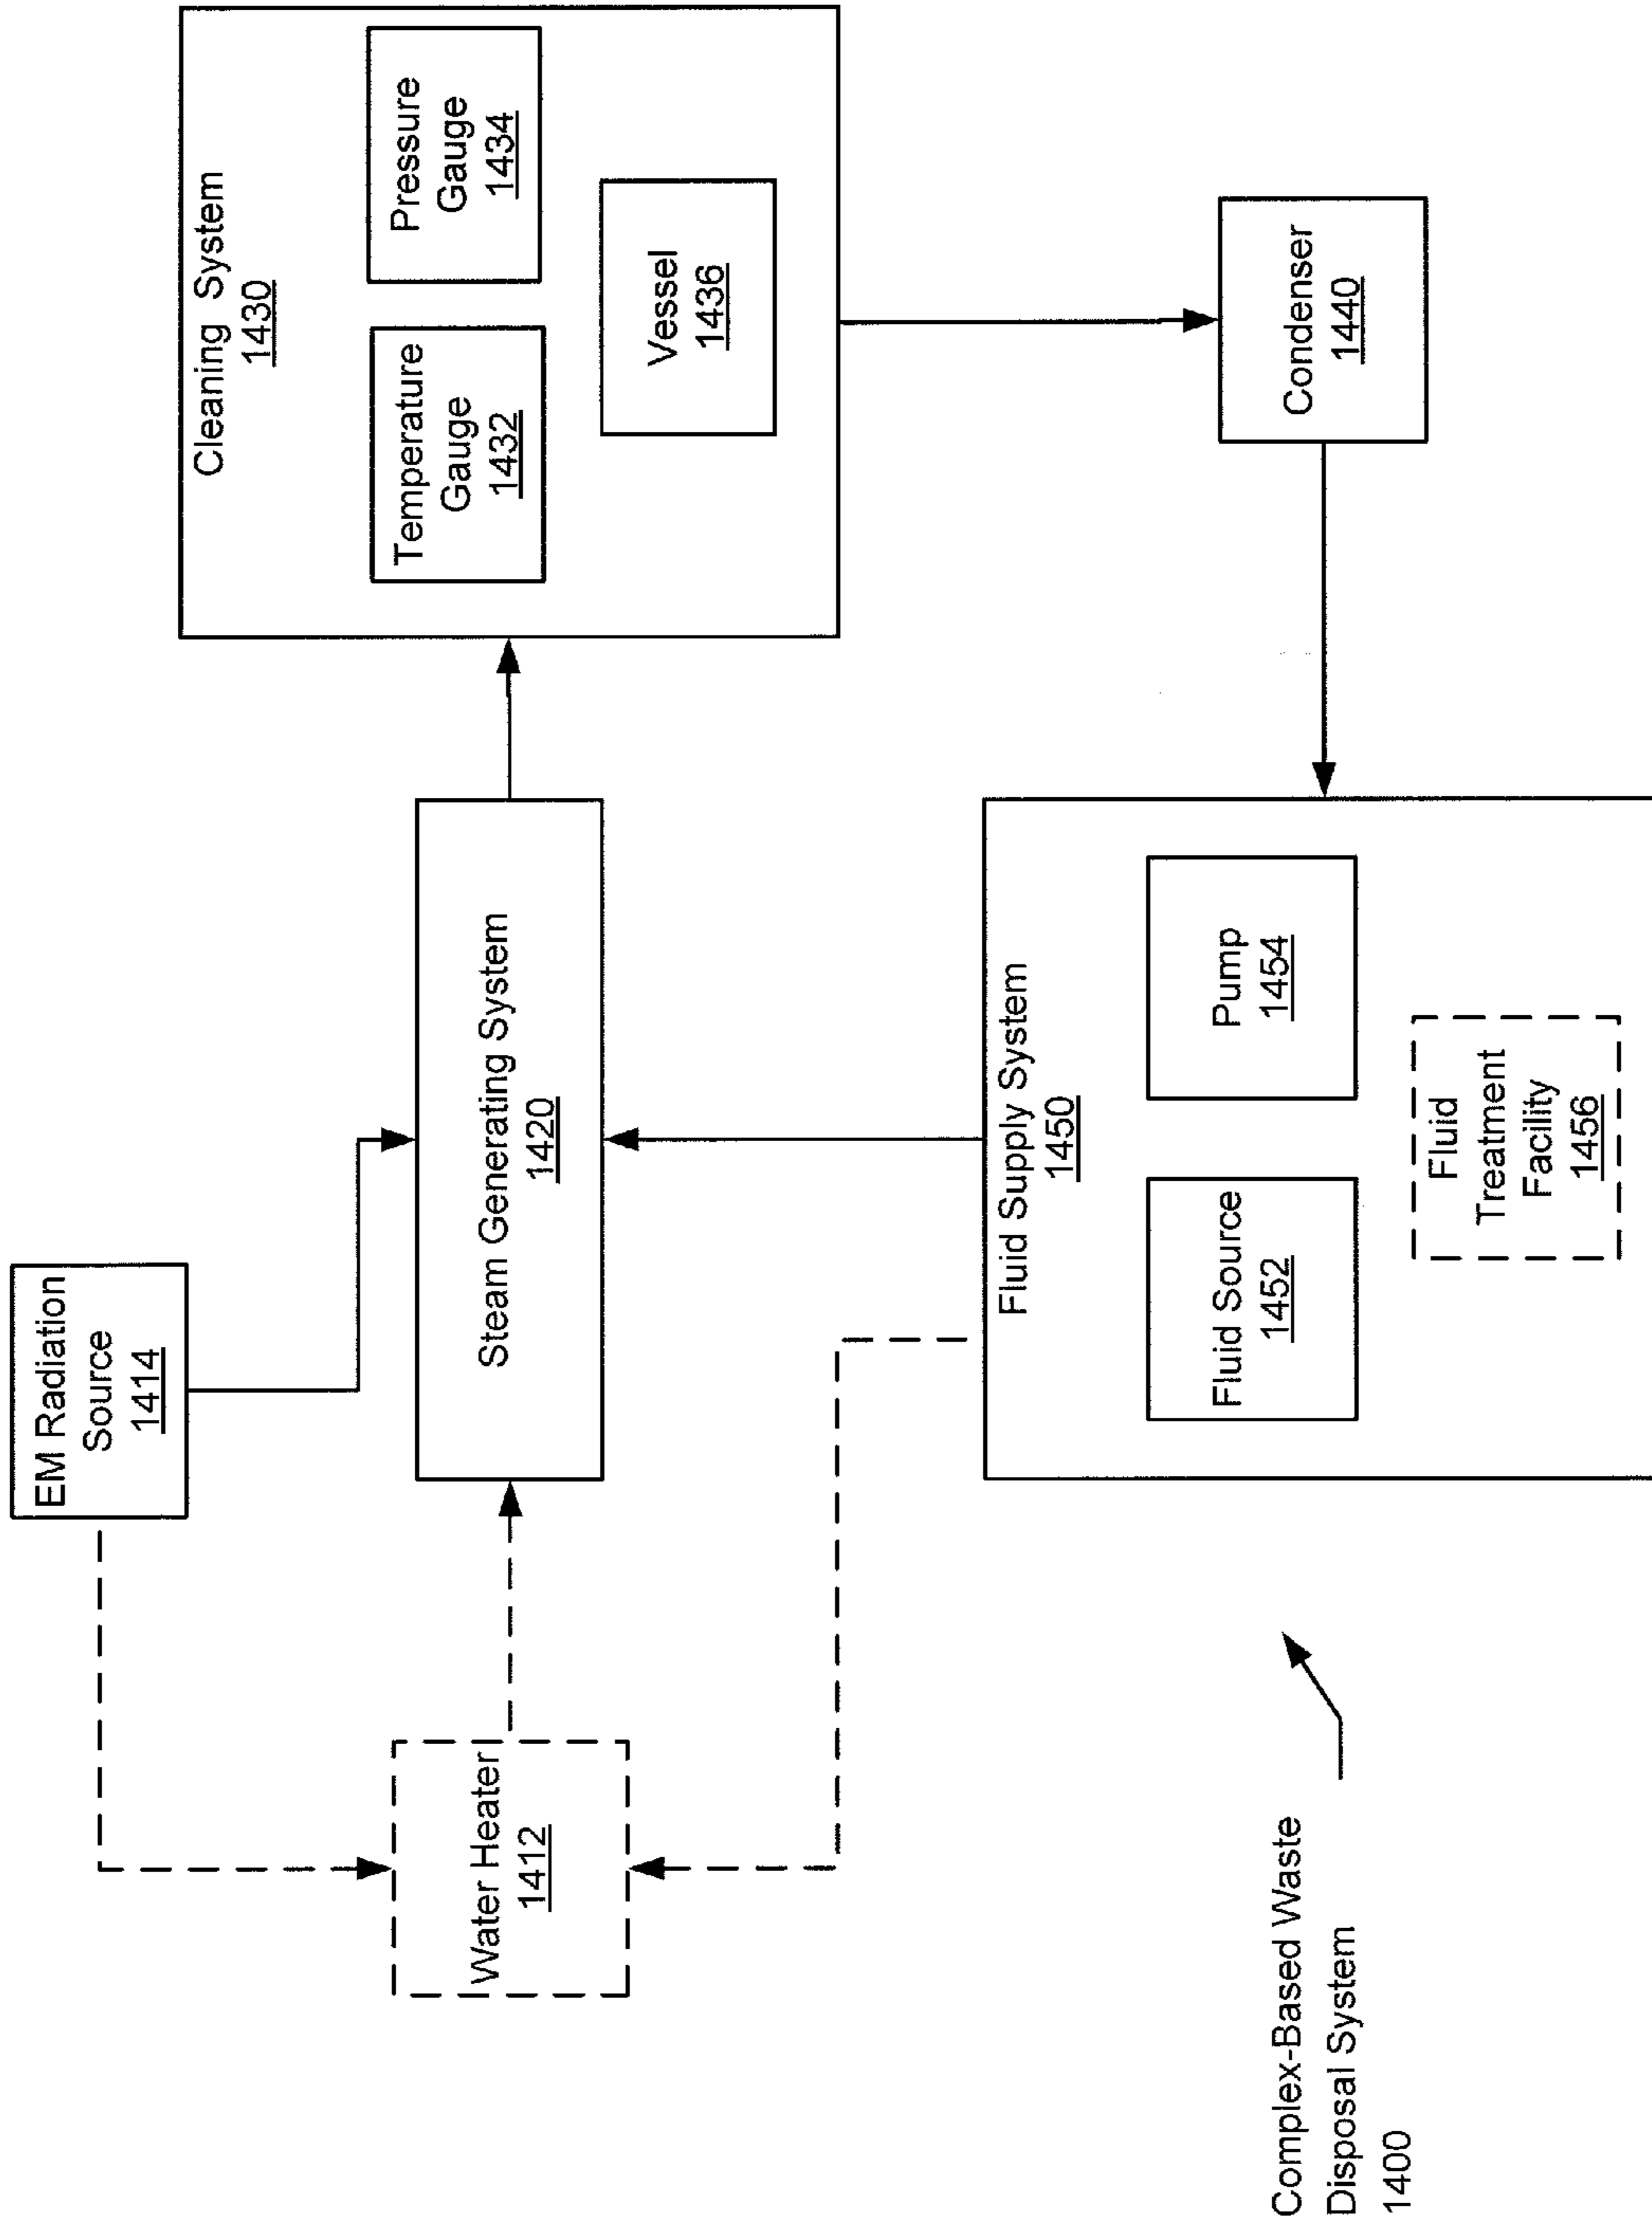 EM Radiation
Source
1414
Water Heater
1412
Steam Generating System
1420
Cleaning System
1430
Temperature
Gauge
1432
Pressure
Gauge
1434
Vessel
1436
Fluid Supply System
1450
Fluid Source
1452
Pump
1454
Fluid
Treatment
Facility
1456
Condenser
1440
Complex-Based Waste
Disposal System
1400